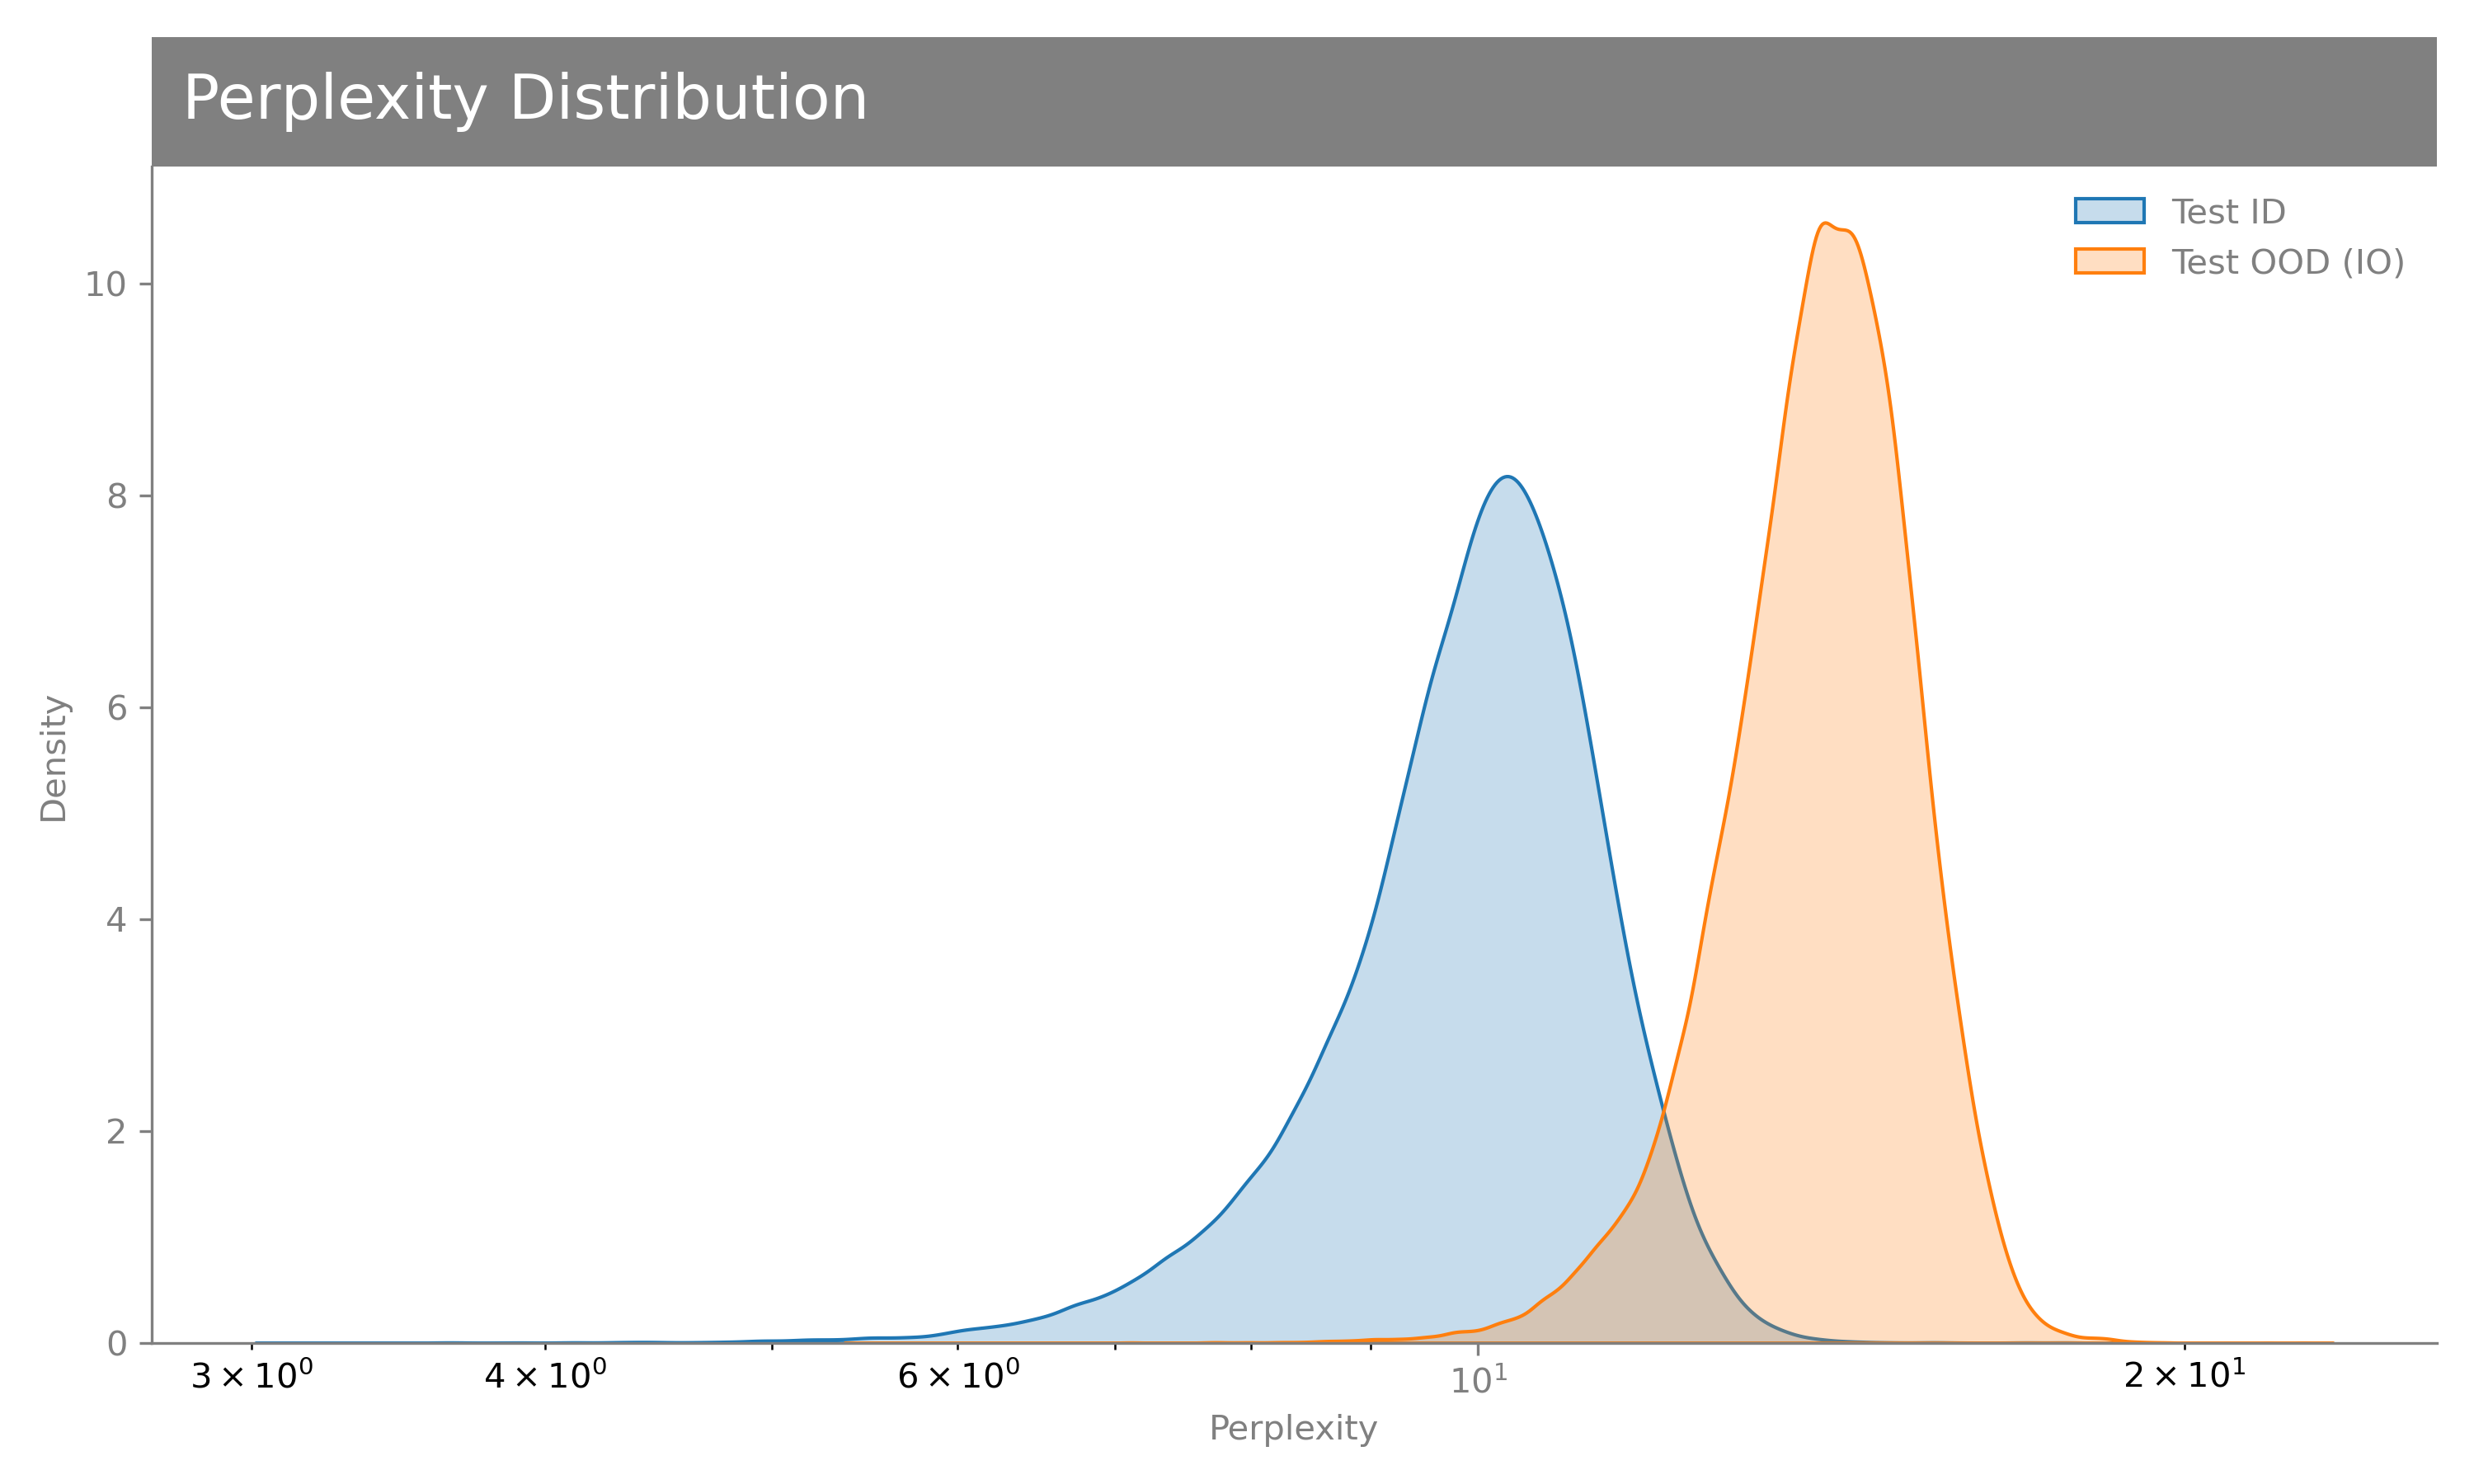 Perplexity Distribution
Test ID
Test OOD (IO)
10
8
6
4
2
0
Density
3 × 10⁰
4 × 10⁰
6 × 10⁰
10¹
2 × 10¹
Perplexity